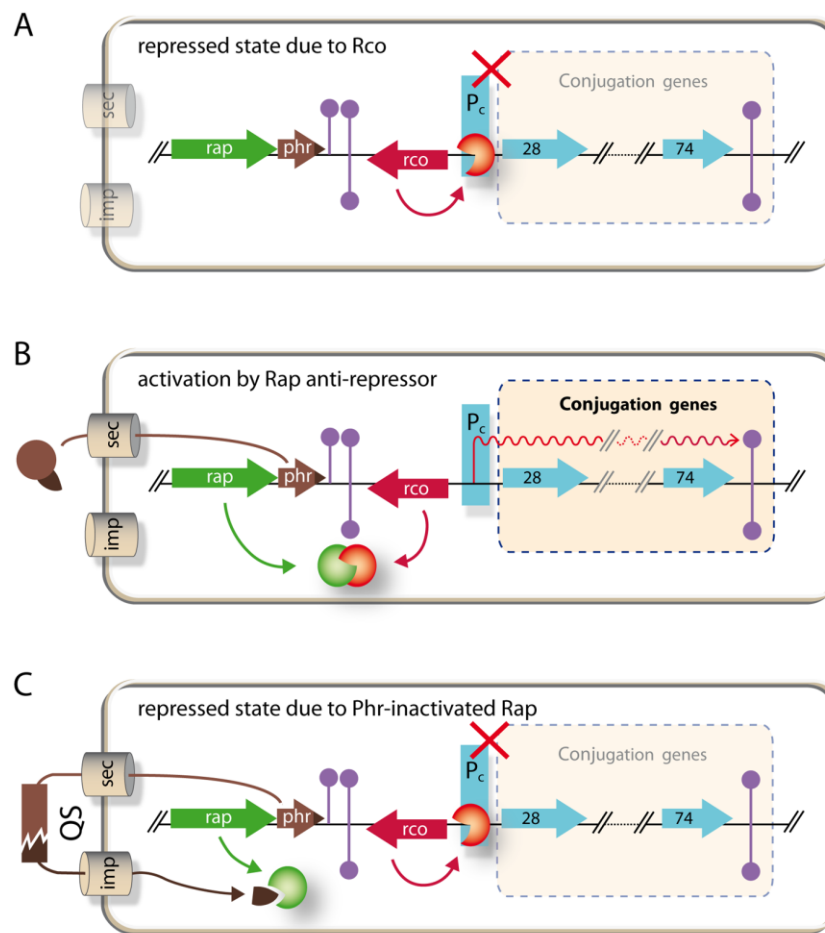 A
repressed state due to Rco
Conjugation genes
sec
Pc
rap
phr
rco
28
74
imp
B
activation by Rap anti-repressor
Conjugation genes
sec
Pc
rap
phr
rco
28
74
imp
C
repressed state due to Phr-inactivated Rap
Conjugation genes
sec
Pc
QS
rap
phr
rco
28
74
imp